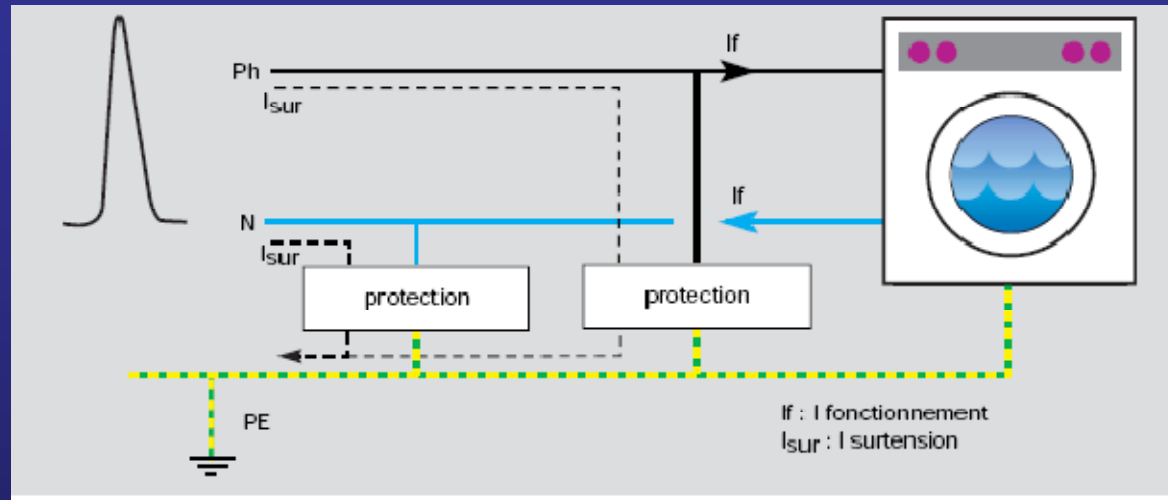 If
Ph
Isur
If
N
Isur
protection
protection
PE
If : I fonctionnement
Isur : I surtension